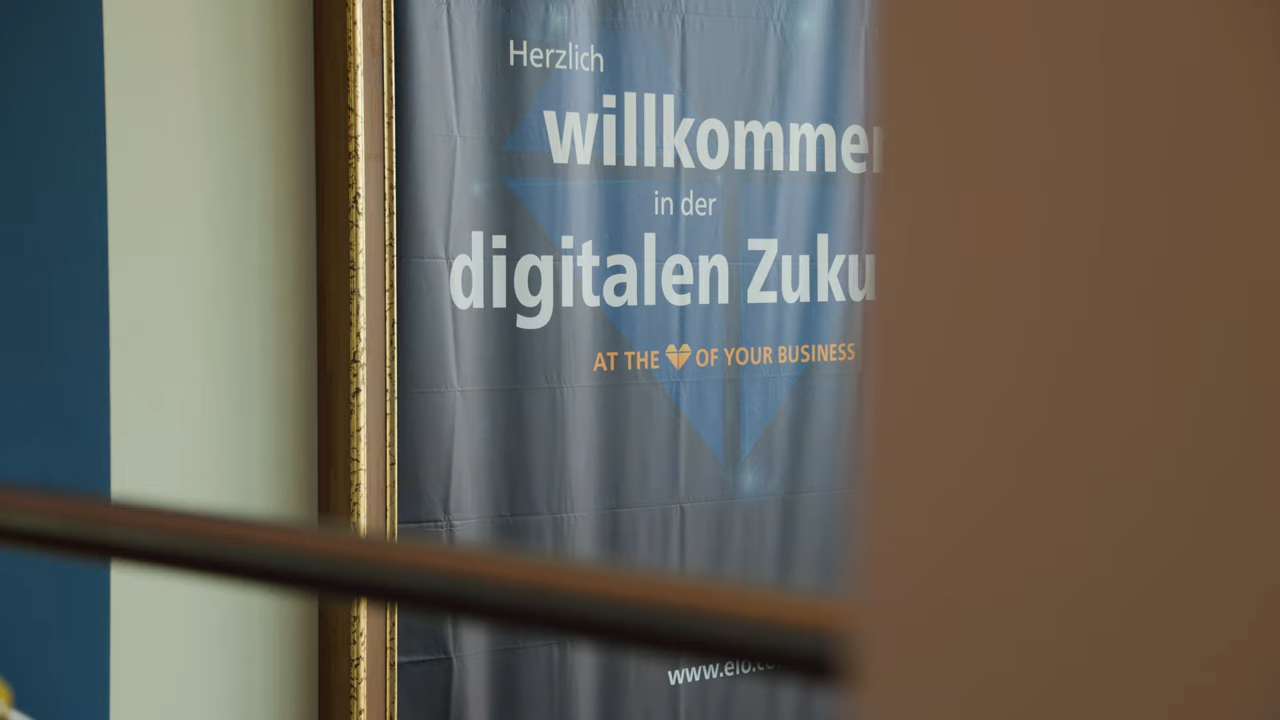 Herzlich
willkommen
in der
digitalen Zuku
AT THE OF YOUR BUSINESS
www.elo.co